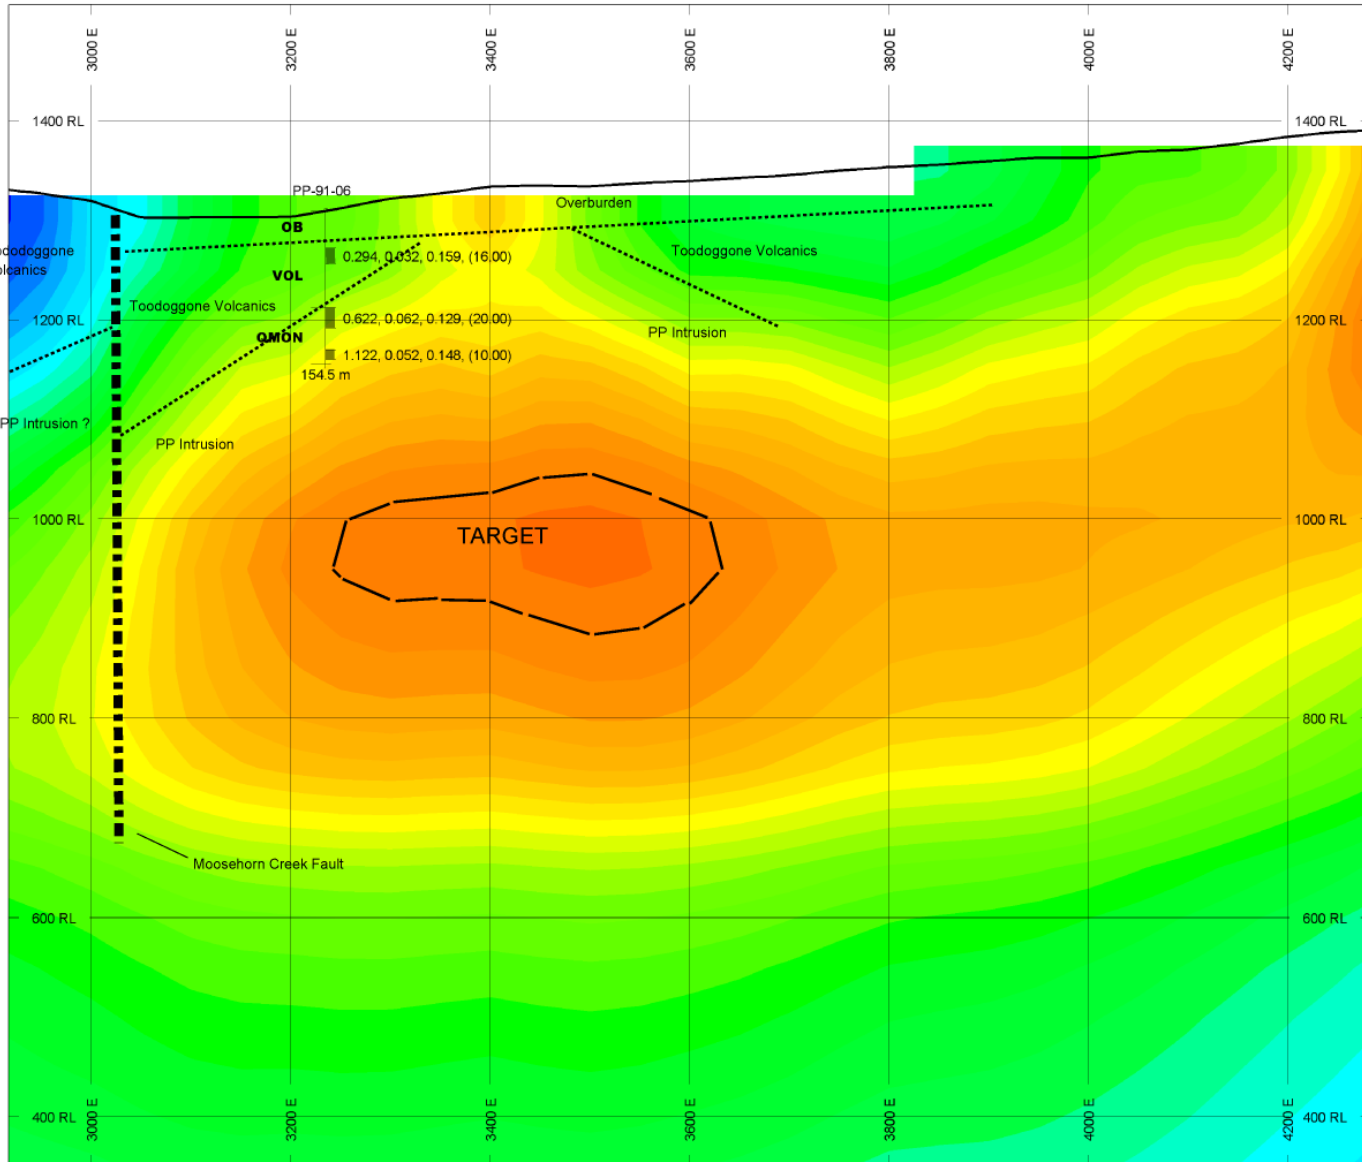 3000 E
3200 E
3400 E
3600 E
3800 E
4000 E
4200 E
1400 RL
1400 RL
PP-91-06
Overburden
OB
Tocodoggone
olcanics
0.294, 0.032, 0.159, (16.00)
Toodoggone Volcanics
VOL
Toodoggone Volcanics
1200 RL
0.622, 0.062, 0.129, (20.00)
1200 RL
QMON
PP Intrusion
1.122, 0.052, 0.148, (10.00)
154.5 m
PP Intrusion ?
PP Intrusion
1000 RL
TARGET
1000 RL
800 RL
800 RL
Moosehorn Creek Fault
600 RL
600 RL
400 RL
400 RL
3000 E
3200 E
3400 E
3600 E
3800 E
4000 E
4200 E